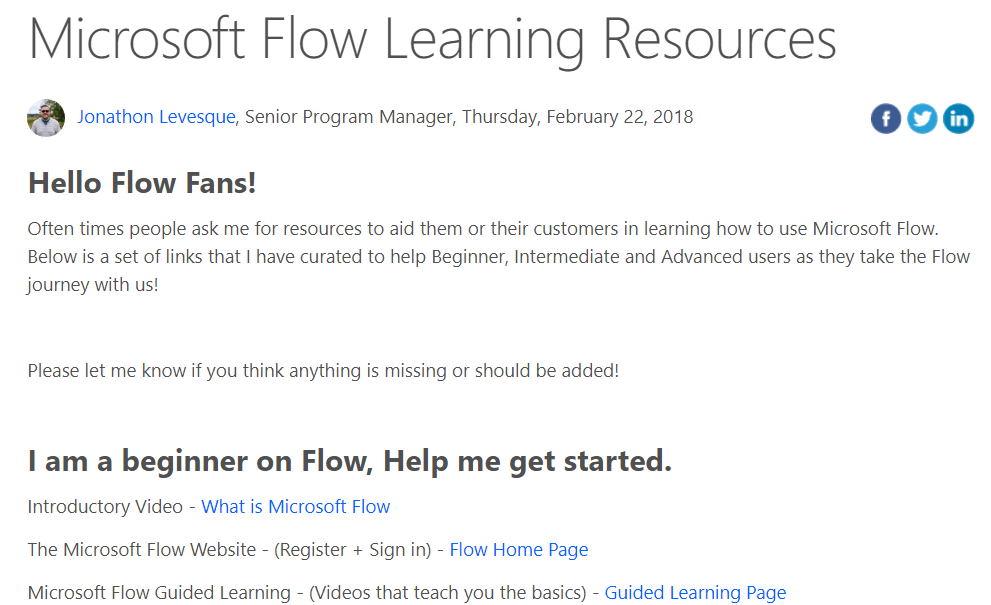 Microsoft Flow Learning Resources
Jonathon Levesque, Senior Program Manager, Thursday, February 22, 2018
f
in
Hello Flow Fans!
Often times people ask me for resources to aid them or their customers in learning how to use Microsoft Flow.
Below is a set of links that I have curated to help Beginner, Intermediate and Advanced users as they take the Flow
journey with us!
Please let me know if you think anything is missing or should be added!
I am a beginner on Flow, Help me get started.
Introductory Video - What is Microsoft Flow
The Microsoft Flow Website - (Register + Sign in) - Flow Home Page
Microsoft Flow Guided Learning - (Videos that teach you the basics) - Guided Learning Page